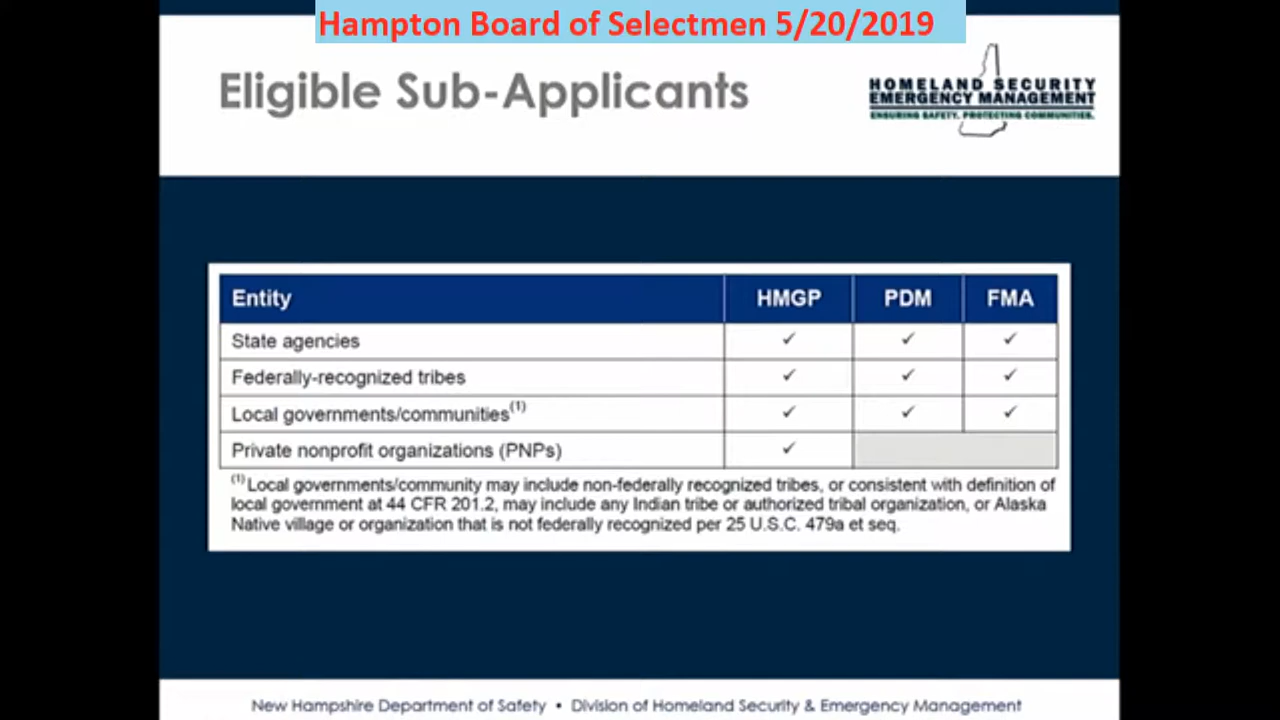 Hampton Board of Selectmen 5/20/2019
Eligible Sub-Applicants
HOMELAND SECURITY
EMERGENCY MANAGEMENT
ENSURING SAFETY. PROTECTING COMMUNITIES.
Entity HMGP PDM FMA
State agencies ✓ ✓ ✓
Federally-recognized tribes ✓ ✓ ✓
Local governments/communities(1) ✓ ✓ ✓
Private nonprofit organizations (PNPs) ✓
(1) Local governments/community may include non-federally recognized tribes, or consistent with definition of
local government at 44 CFR 201.2, may include any Indian tribe or authorized tribal organization, or Alaska
Native village or organization that is not federally recognized per 25 U.S.C. 479a et seq.
New Hampshire Department of Safety • Division of Homeland Security & Emergency Management